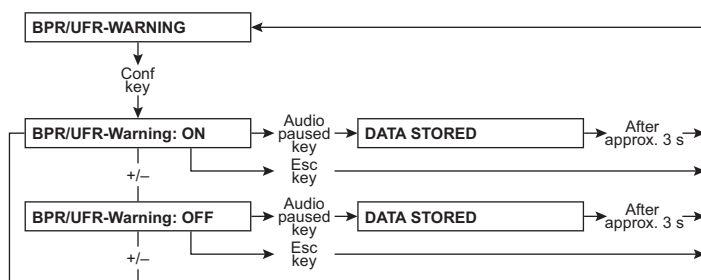 BPR/UFR-WARNING
Conf
key
BPR/UFR-Warning: ON
Audio
paused
key
DATA STORED
After
approx. 3 s
Esc
key
+/–
BPR/UFR-Warning: OFF
Audio
paused
key
DATA STORED
After
approx. 3 s
Esc
key
+/–